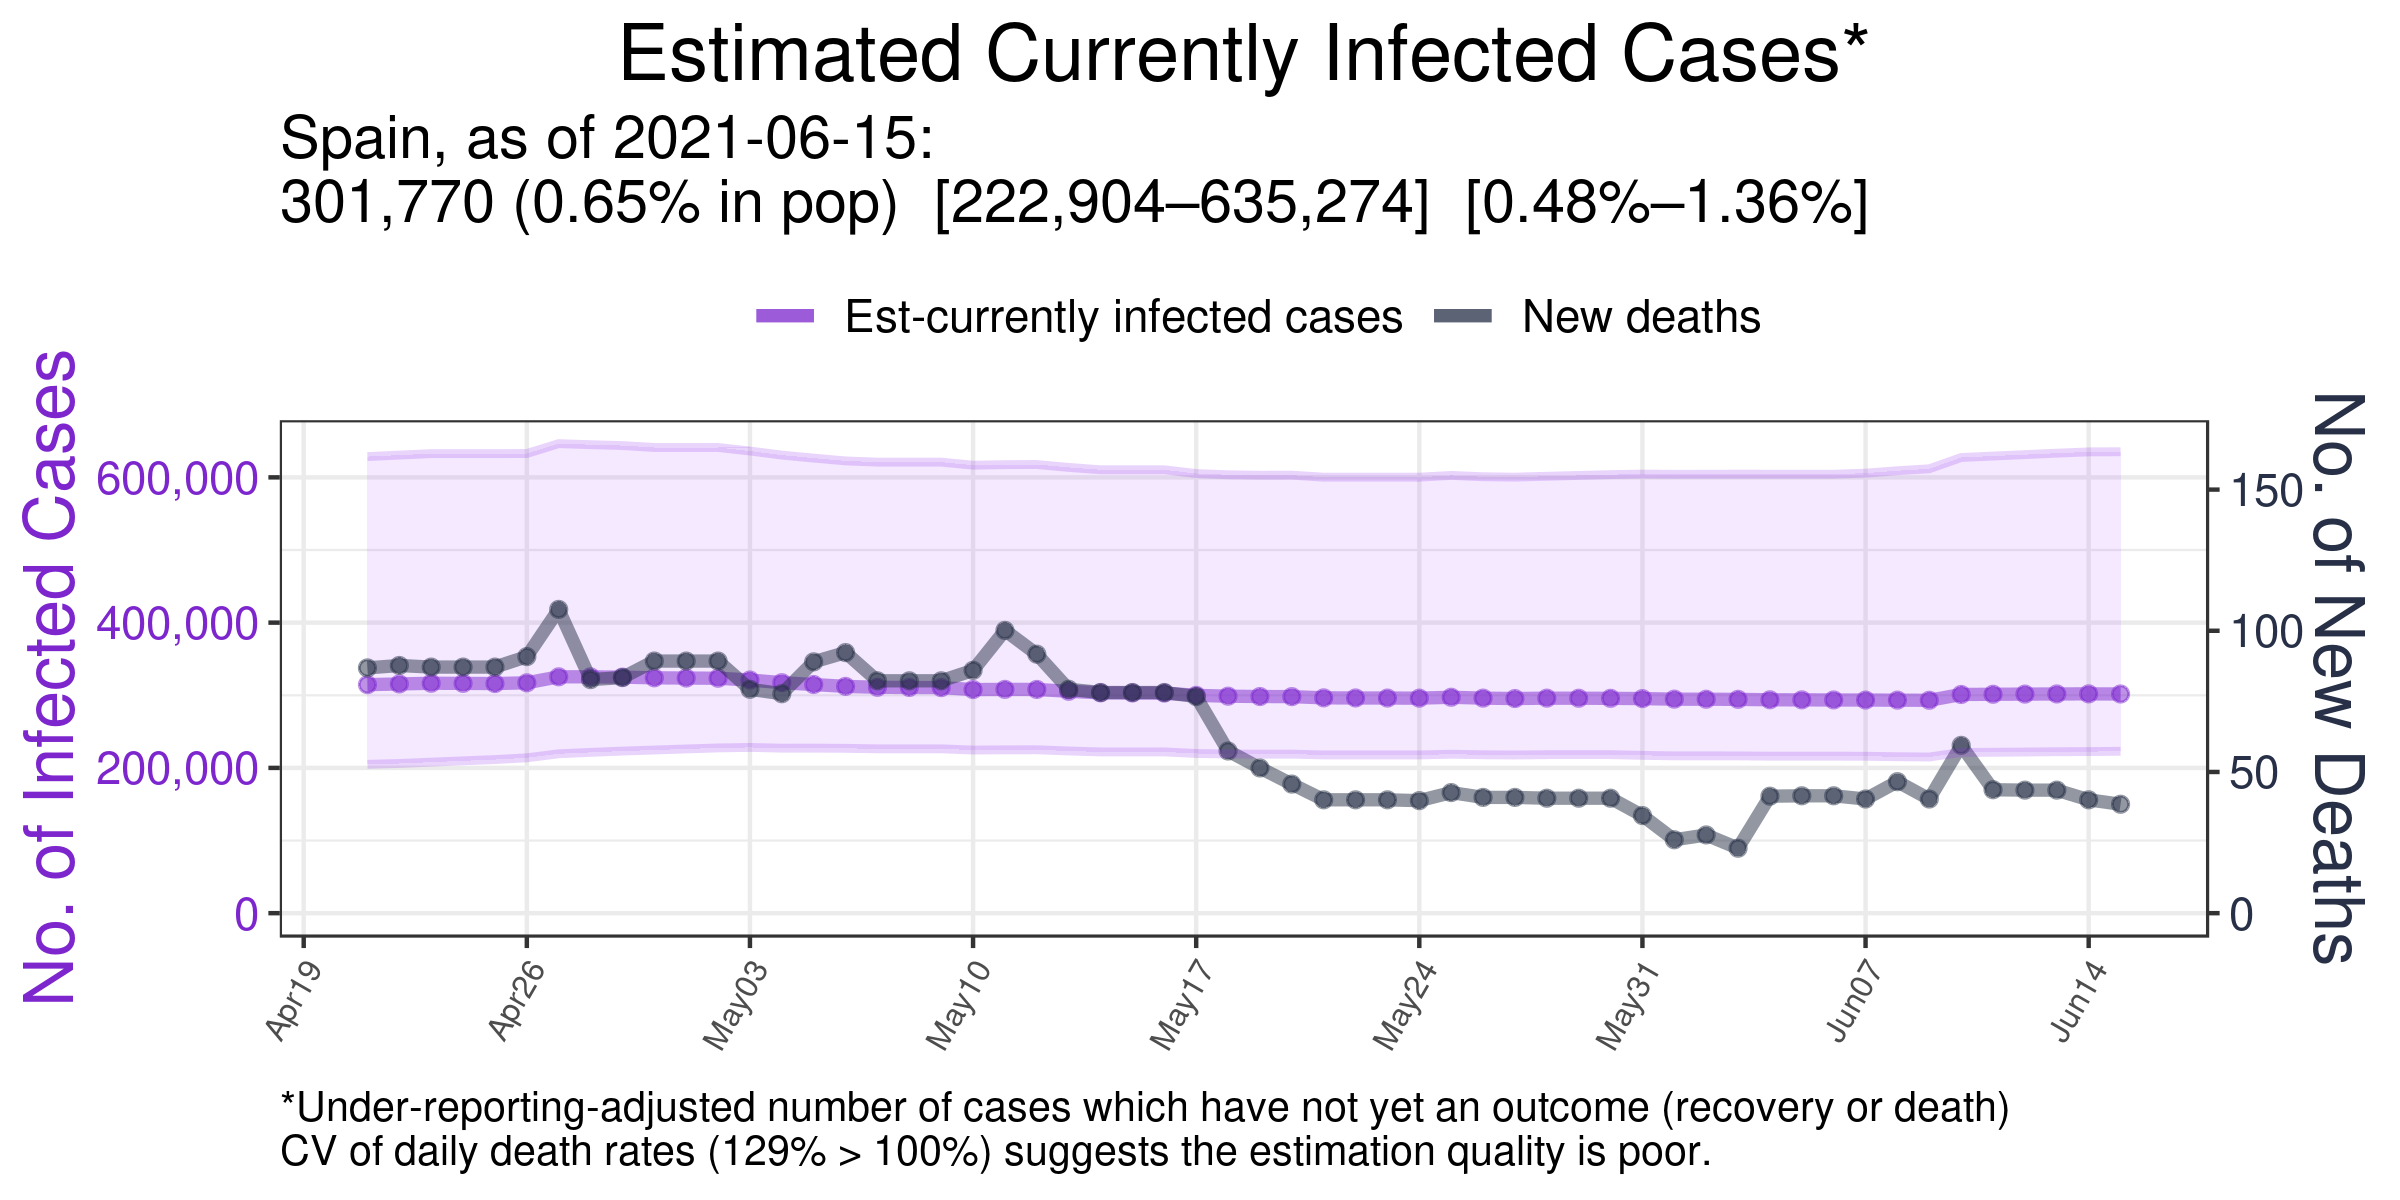 Estimated Currently Infected Cases*
Spain, as of 2021-06-15:
301,770 (0.65% in pop) [222,904–635,274] [0.48%–1.36%]
Est-currently infected cases
New deaths
No. of Infected Cases
600,000
400,000
200,000
0
150
100
50
0
No. of New Deaths
Apr19
Apr26
May03
May10
May17
May24
May31
Jun07
Jun14
*Under-reporting-adjusted number of cases which have not yet an outcome (recovery or death)
CV of daily death rates (129% > 100%) suggests the estimation quality is poor.